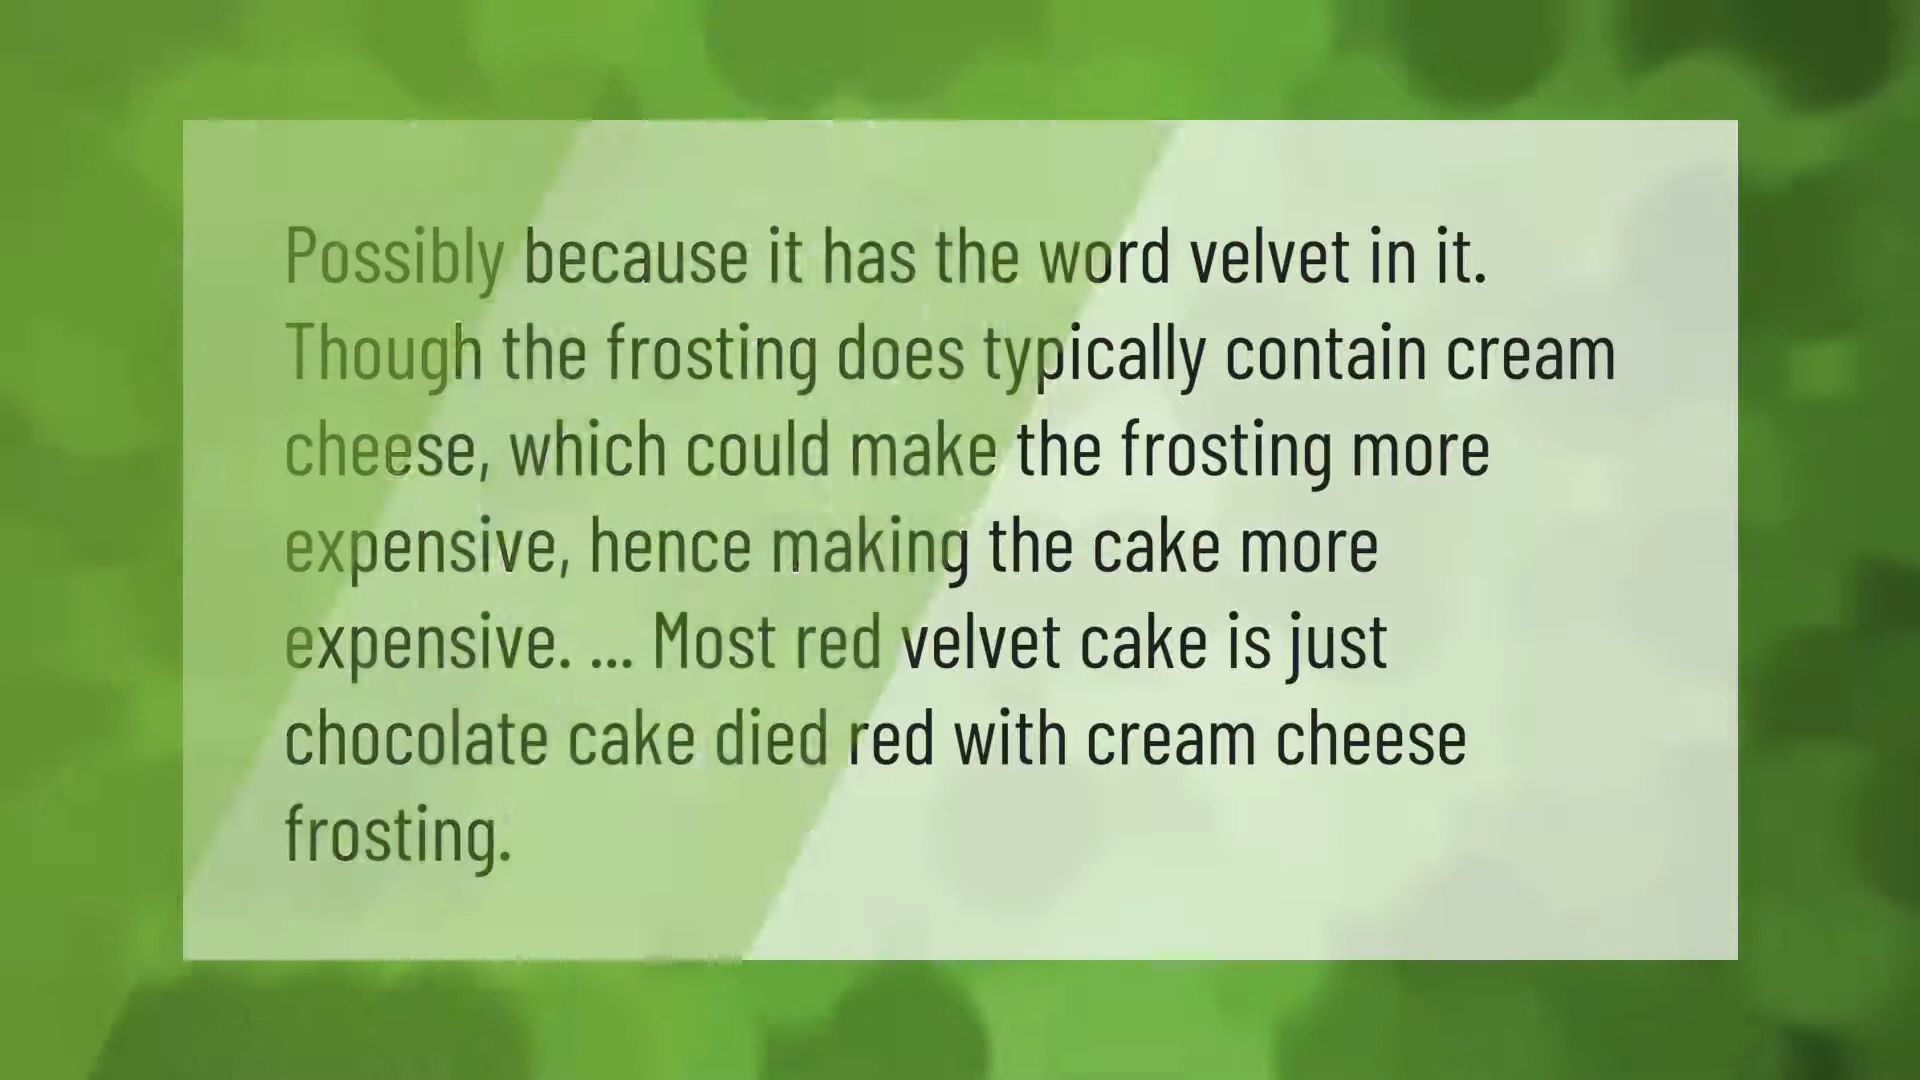 Possibly because it has the word velvet in it.
Though the frosting does typically contain cream
cheese, which could make the frosting more
expensive, hence making the cake more
expensive. ... Most red velvet cake is just
chocolate cake died red with cream cheese
frosting.